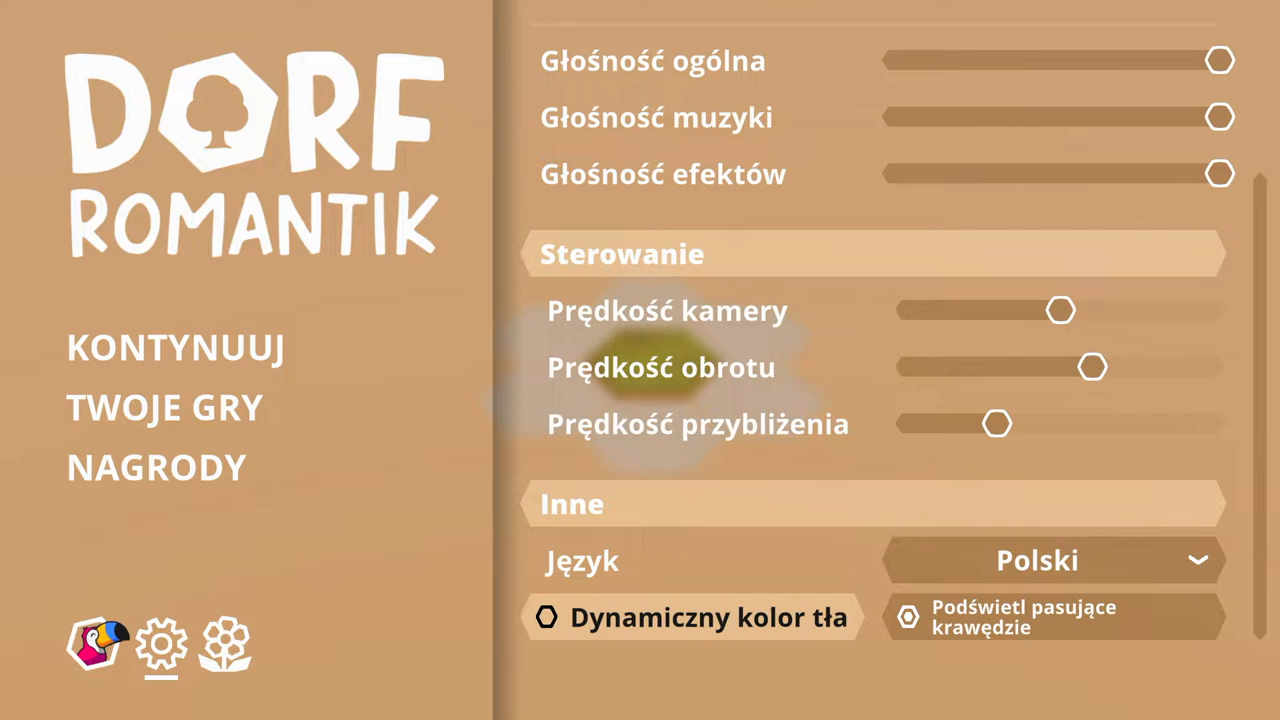 DORF
ROMANTIK
KONTYNUUJ
TWOJE GRY
NAGRODY
Głośność ogólna
Głośność muzyki
Głośność efektów
Sterowanie
Prędkość kamery
Prędkość obrotu
Prędkość przybliżenia
Inne
Język
Polski
Dynamiczny kolor tła
Podświetl pasujące
krawędzie